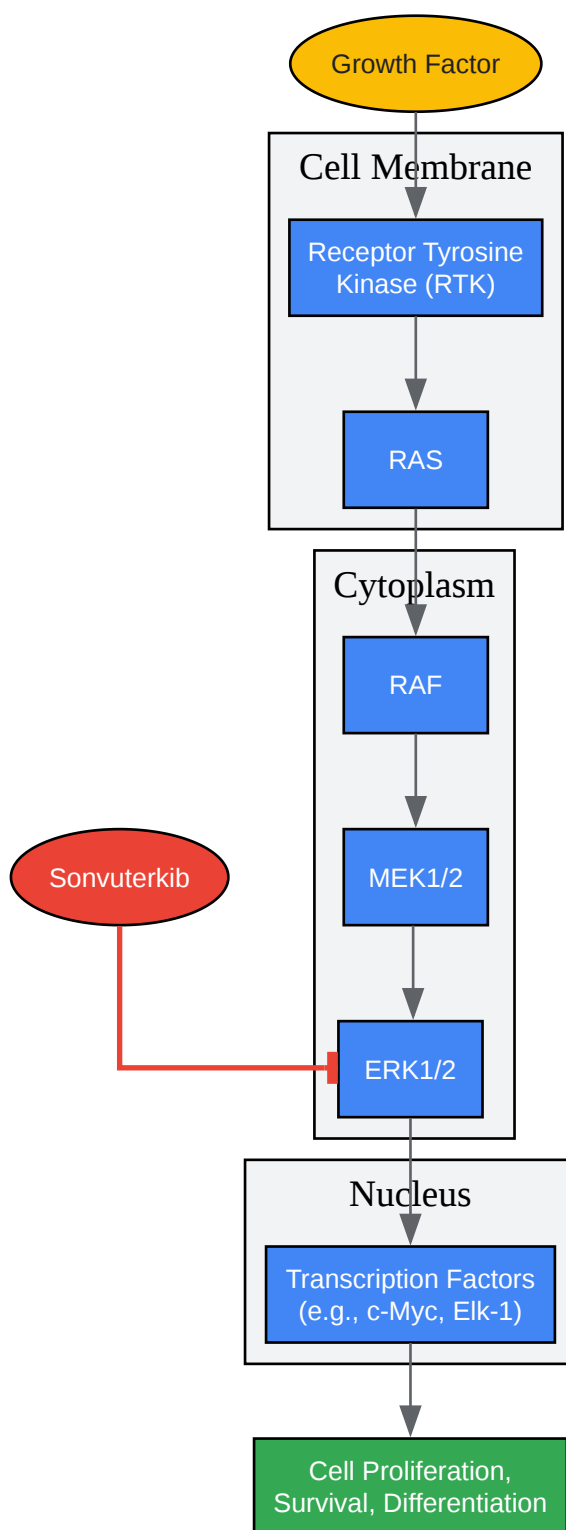 Growth Factor
Cell Membrane
Receptor Tyrosine
Kinase (RTK)
RAS
Cytoplasm
RAF
MEK1/2
Sonvuterkib
ERK1/2
Nucleus
Transcription Factors
(e.g., c-Myc, Elk-1)
Cell Proliferation,
Survival, Differentiation